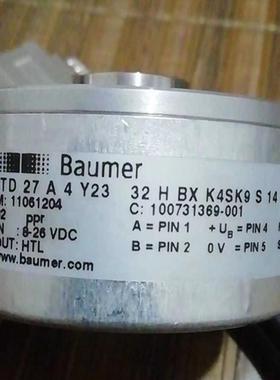 Baumer
TD 27 A 4 Y23 32 H BX K4SK9 S 14
M: 11061204 C: 100731369-001
2 ppr A = PIN 1 + UB = PIN 4
N : 8-26 VDC B = PIN 2 0 V = PIN 5
OUT: HTL
www.baumer.com